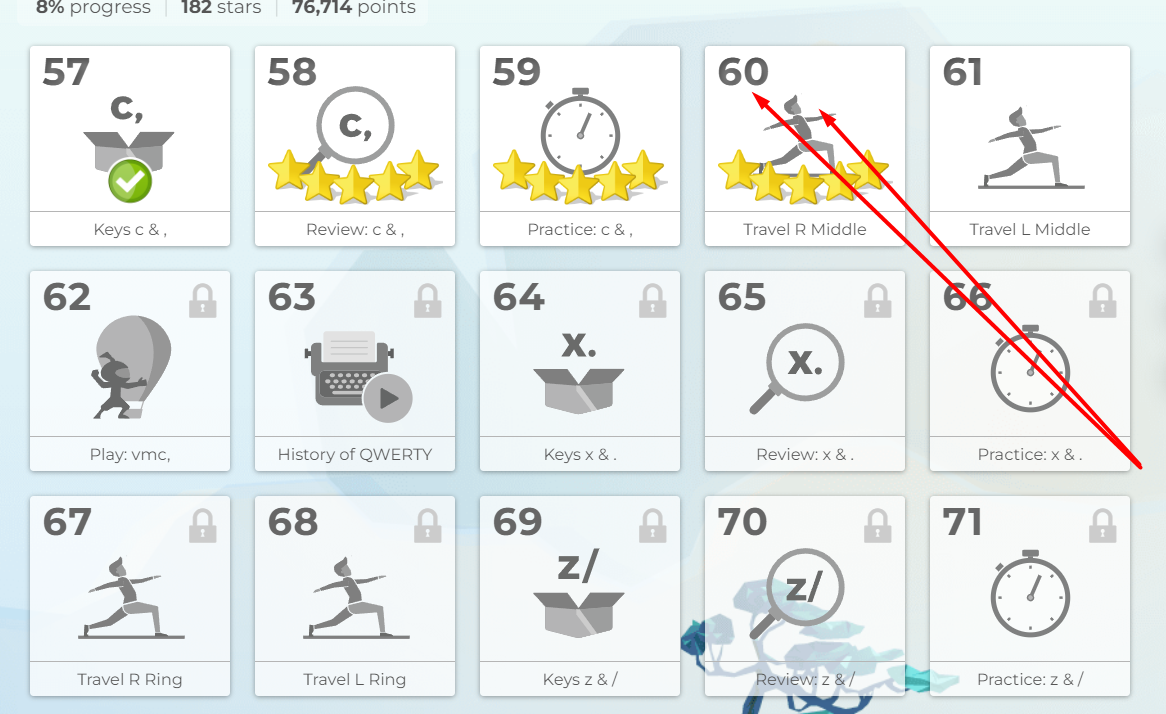 8% progress 182 stars 76,714 points
57 58 59 60 61
c, c,
Keys c & , Review: c & , Practice: c & , Travel R Middle Travel L Middle
62 63 64 65 66
x. x.
Play: vmc, History of QWERTY Keys x & . Review: x & . Practice: x & .
67 68 69 70 71
z/ z/
Travel R Ring Travel L Ring Keys z & / Review: z & / Practice: z & /